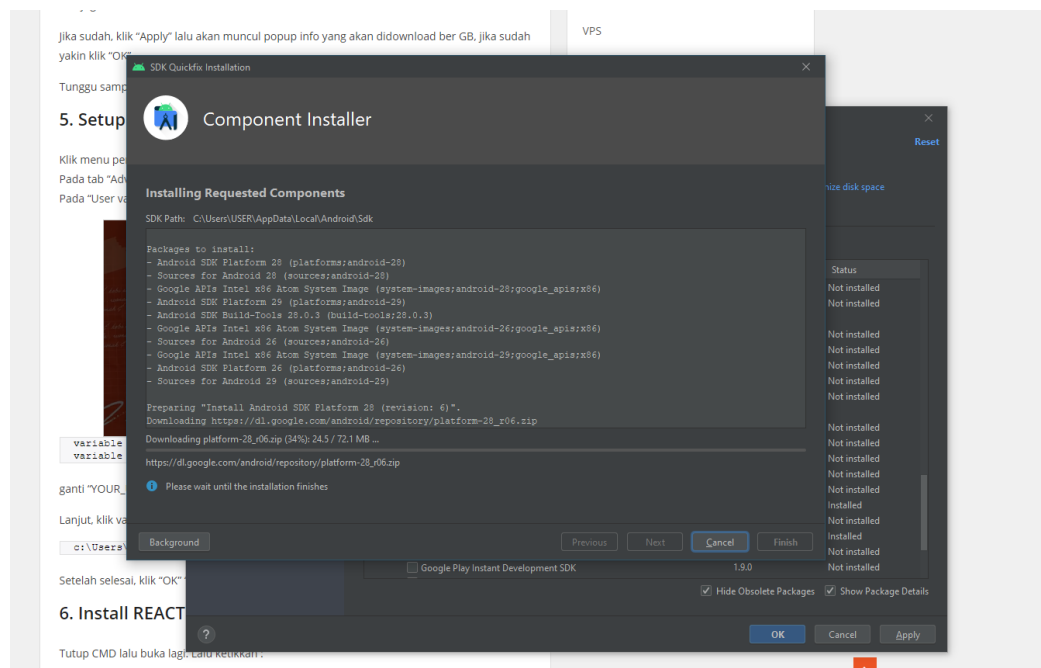 Jika sudah, klik “Apply” lalu akan muncul popup info yang akan didownload ber GB, jika sudah
yakin klik “OK”
VPS
Tunggu samp
5. Setup
Klik menu pe
Pada tab “Adv
Pada “User va
variable
variable
ganti “YOUR_
Lanjut, klik va
c:\Users\
Setelah selesai, klik “OK”
6. Install REACT
Tutup CMD lalu buka lagi. Lalu ketikkan :
SDK Quickfix Installation
Component Installer
Installing Requested Components
SDK Path: C:\Users\USER\AppData\Local\Android\Sdk
Packages to install:
- Android SDK Platform 28 (platforms;android-28)
- Sources for Android 28 (sources;android-28)
- Google APIs Intel x86 Atom System Image (system-images;android-28;google_apis;x86)
- Android SDK Platform 29 (platforms;android-29)
- Android SDK Build-Tools 28.0.3 (build-tools;28.0.3)
- Google APIs Intel x86 Atom System Image (system-images;android-26;google_apis;x86)
- Sources for Android 26 (sources;android-26)
- Google APIs Intel x86 Atom System Image (system-images;android-29;google_apis;x86)
- Android SDK Platform 26 (platforms;android-26)
- Sources for Android 29 (sources;android-29)
Preparing "Install Android SDK Platform 28 (revision: 6)".
Downloading https://dl.google.com/android/repository/platform-28_r06.zip
Downloading platform-28_r06.zip (34%): 24.5 / 72.1 MB ...
https://dl.google.com/android/repository/platform-28_r06.zip
Please wait until the installation finishes
Background
Previous
Next
Cancel
Finish
Reset
nize disk space
Status
Not installed
Not installed
Not installed
Not installed
Not installed
Not installed
Not installed
Not installed
Not installed
Not installed
Not installed
Not installed
Installed
Not installed
Installed
Not installed
Google Play Instant Development SDK 1.9.0 Not installed
Hide Obsolete Packages Show Package Details
?
OK
Cancel
Apply